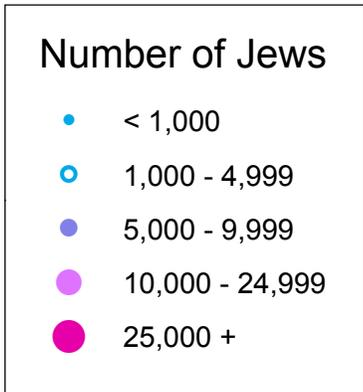 Number of Jews
< 1,000
1,000 - 4,999
5,000 - 9,999
10,000 - 24,999
25,000 +